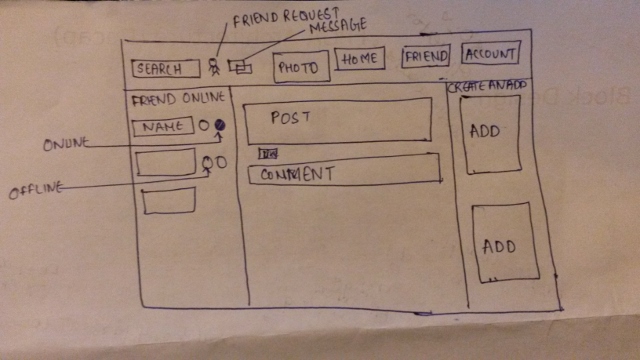 FRIEND REQUEST
MESSAGE
SEARCH
PHOTO
HOME
FRIEND
ACCOUNT
FRIEND ONLINE
CREATE AN ADD
NAME
POST
ADD
ONLINE
COMMENT
OFFLINE
ADD